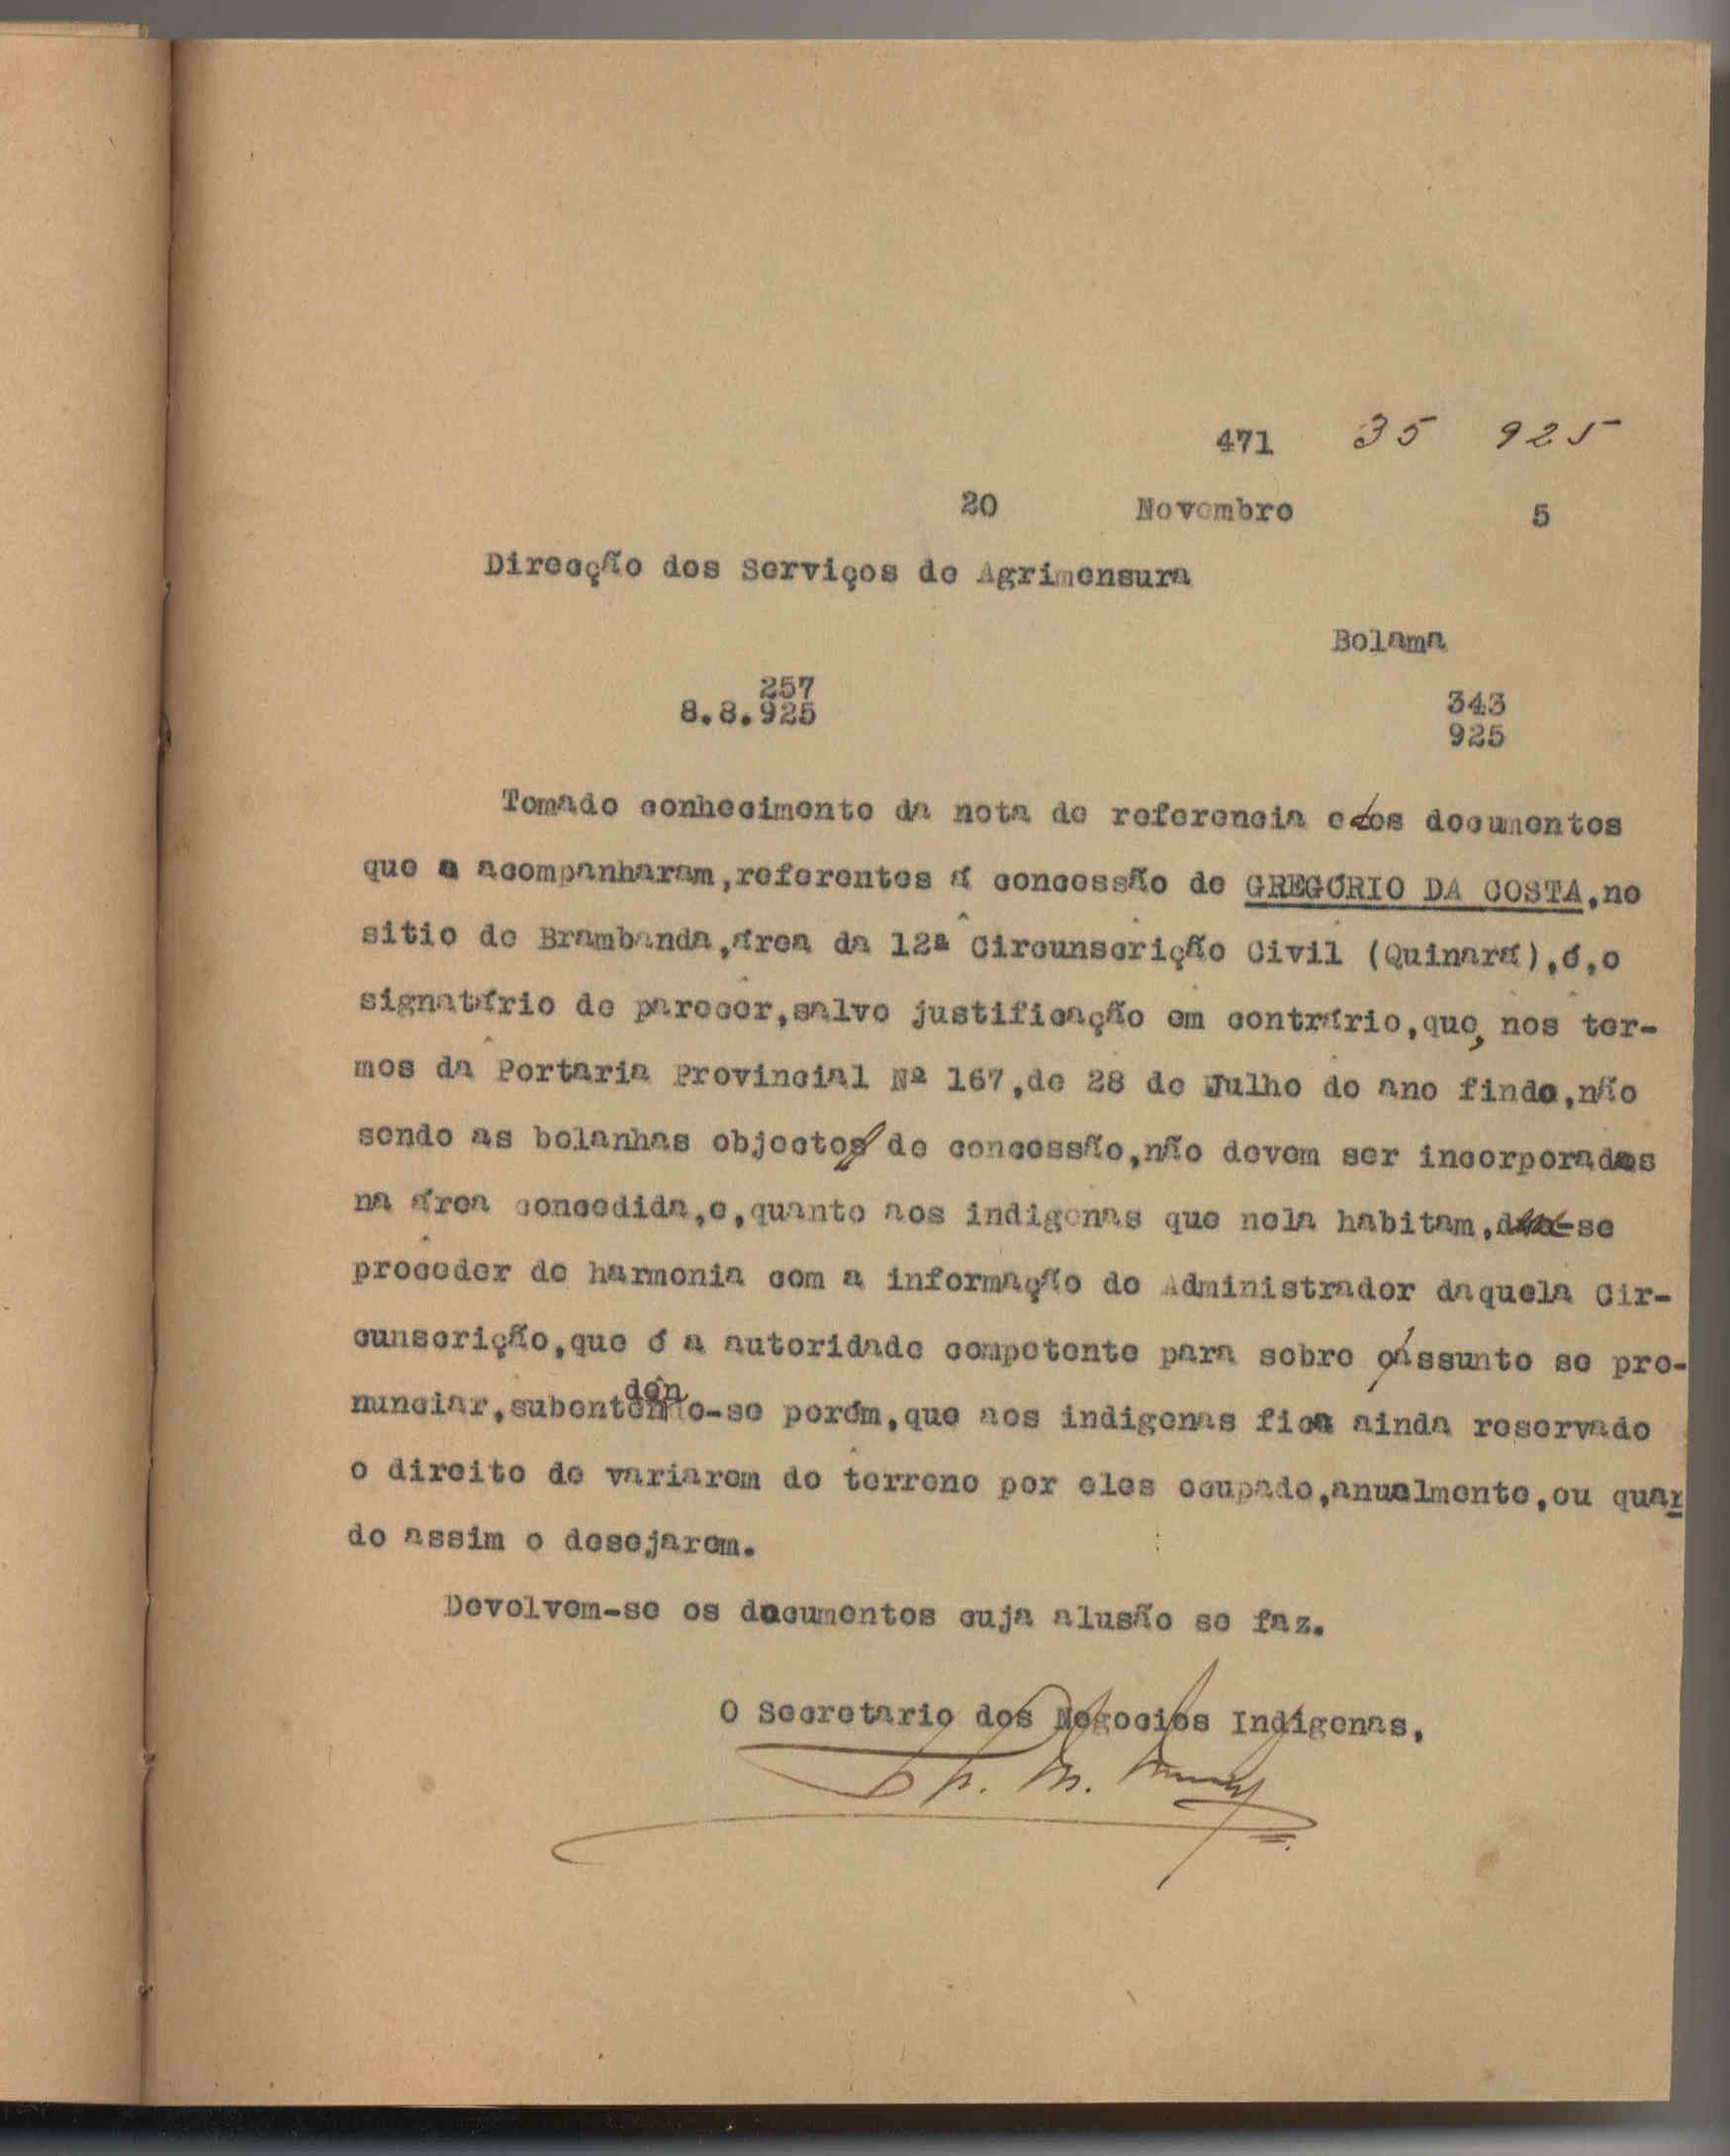 471 35 925
20 Novembro 5
Direcção dos Serviços de Agrimensura
Bolama
257 343
8.8.925 925
Tomado conhecimento da nota de referencia e dos documentos
que a acompanharam,referentes á concessão de GREGÓRIO DA COSTA,no
sitio de Brambanda,área da 12ª Circunscrição Civil (Quinará),é,o
signatário de parecer,salvo justificação em contrário,que, nos ter-
mos da Portaria Provincial Nº 167,de 28 de Julho do ano findo,não
sendo as bolanhas objecto de concessão,não devem ser incorporadas
na área concedida,e,quanto aos indigenas que nela habitam, -se
proceder de harmonia com a informação do Administrador daquela Cir-
cunscrição,que é a autoridade competente para sobre o assunto se pro-
nunciar,subentendendo-se porém,que aos indigenas fica ainda reservado
o direito de variarem do terreno por eles ocupado,anualmente,ou quan
do assim o desejarem.
Devolvem-se os documentos cuja alusão se faz.
O Secretario dos Negocios Indígenas,